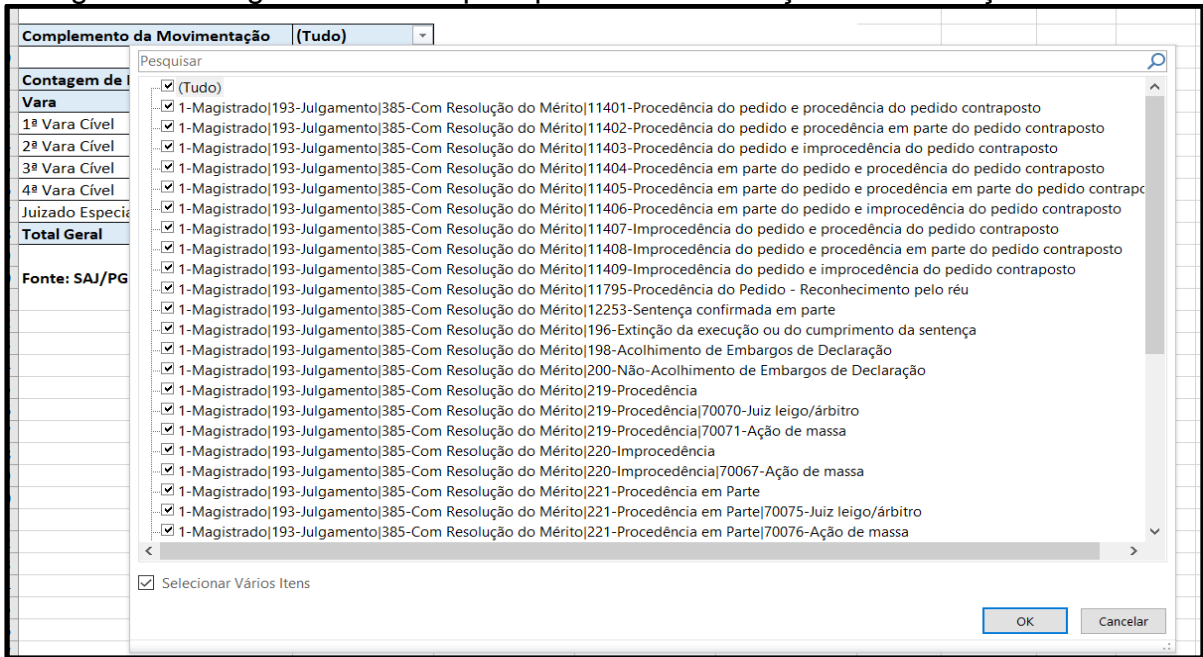 Complemento da Movimentação (Tudo)
Pesquisar
Contagem de
Vara
1ª Vara Cível
2ª Vara Cível
3ª Vara Cível
4ª Vara Cível
Juizado Especia
Total Geral
Fonte: SAJ/PG
(Tudo)
1-Magistrado|193-Julgamento|385-Com Resolução do Mérito|11401-Procedência do pedido e procedência do pedido contraposto
1-Magistrado|193-Julgamento|385-Com Resolução do Mérito|11402-Procedência do pedido e procedência em parte do pedido contraposto
1-Magistrado|193-Julgamento|385-Com Resolução do Mérito|11403-Procedência do pedido e improcedência do pedido contraposto
1-Magistrado|193-Julgamento|385-Com Resolução do Mérito|11404-Procedência em parte do pedido e procedência do pedido contraposto
1-Magistrado|193-Julgamento|385-Com Resolução do Mérito|11405-Procedência em parte do pedido e procedência em parte do pedido contrapo
1-Magistrado|193-Julgamento|385-Com Resolução do Mérito|11406-Procedência em parte do pedido e improcedência do pedido contraposto
1-Magistrado|193-Julgamento|385-Com Resolução do Mérito|11407-Improcedência do pedido e procedência do pedido contraposto
1-Magistrado|193-Julgamento|385-Com Resolução do Mérito|11408-Improcedência do pedido e procedência em parte do pedido contraposto
1-Magistrado|193-Julgamento|385-Com Resolução do Mérito|11409-Improcedência do pedido e improcedência do pedido contraposto
1-Magistrado|193-Julgamento|385-Com Resolução do Mérito|11795-Procedência do Pedido - Reconhecimento pelo réu
1-Magistrado|193-Julgamento|385-Com Resolução do Mérito|12253-Sentença confirmada em parte
1-Magistrado|193-Julgamento|385-Com Resolução do Mérito|196-Extinção da execução ou do cumprimento da sentença
1-Magistrado|193-Julgamento|385-Com Resolução do Mérito|198-Acolhimento de Embargos de Declaração
1-Magistrado|193-Julgamento|385-Com Resolução do Mérito|200-Não-Acolhimento de Embargos de Declaração
1-Magistrado|193-Julgamento|385-Com Resolução do Mérito|219-Procedência
1-Magistrado|193-Julgamento|385-Com Resolução do Mérito|219-Procedência|70070-Juiz leigo/árbitro
1-Magistrado|193-Julgamento|385-Com Resolução do Mérito|219-Procedência|70071-Ação de massa
1-Magistrado|193-Julgamento|385-Com Resolução do Mérito|220-Improcedência
1-Magistrado|193-Julgamento|385-Com Resolução do Mérito|220-Improcedência|70067-Ação de massa
1-Magistrado|193-Julgamento|385-Com Resolução do Mérito|221-Procedência em Parte
1-Magistrado|193-Julgamento|385-Com Resolução do Mérito|221-Procedência em Parte|70075-Juiz leigo/árbitro
1-Magistrado|193-Julgamento|385-Com Resolução do Mérito|221-Procedência em Parte|70076-Ação de massa
Selecionar Vários Itens
OK Cancelar